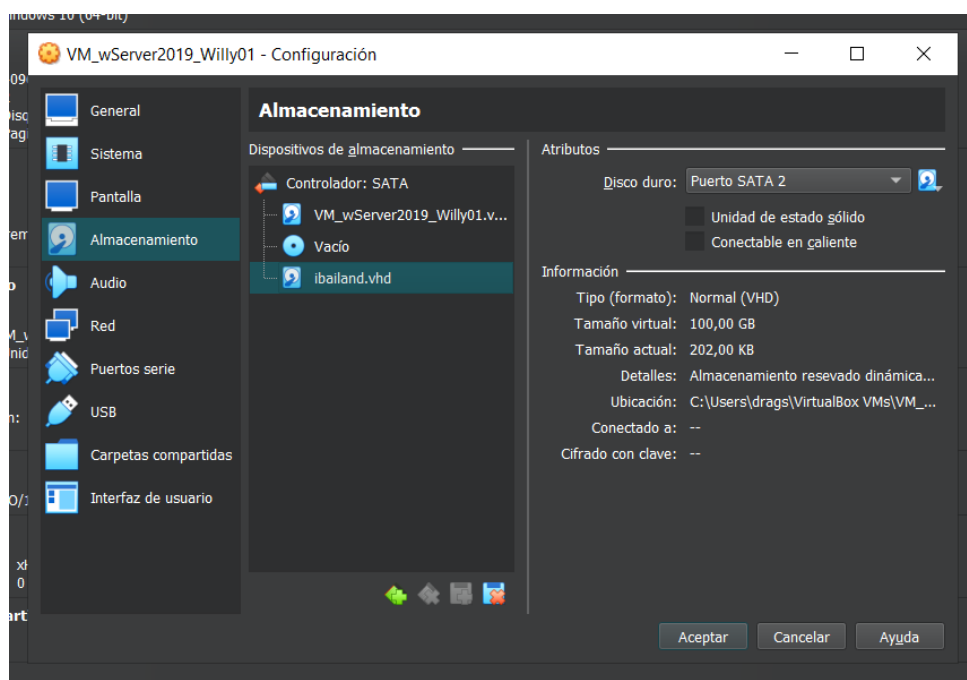 VM_wServer2019_Willy01 - Configuración
General
Sistema
Pantalla
Almacenamiento
Audio
Red
Puertos serie
USB
Carpetas compartidas
Interfaz de usuario
Almacenamiento
Dispositivos de almacenamiento
Controlador: SATA
VM_wServer2019_Willy01.v...
Vacío
ibailand.vhd
Atributos
Disco duro: Puerto SATA 2
Unidad de estado sólido
Conectable en caliente
Información
Tipo (formato): Normal (VHD)
Tamaño virtual: 100,00 GB
Tamaño actual: 202,00 KB
Detalles: Almacenamiento resevado dinámica...
Ubicación: C:\Users\drags\VirtualBox VMs\VM_...
Conectado a: --
Cifrado con clave: --
Aceptar Cancelar Ayuda